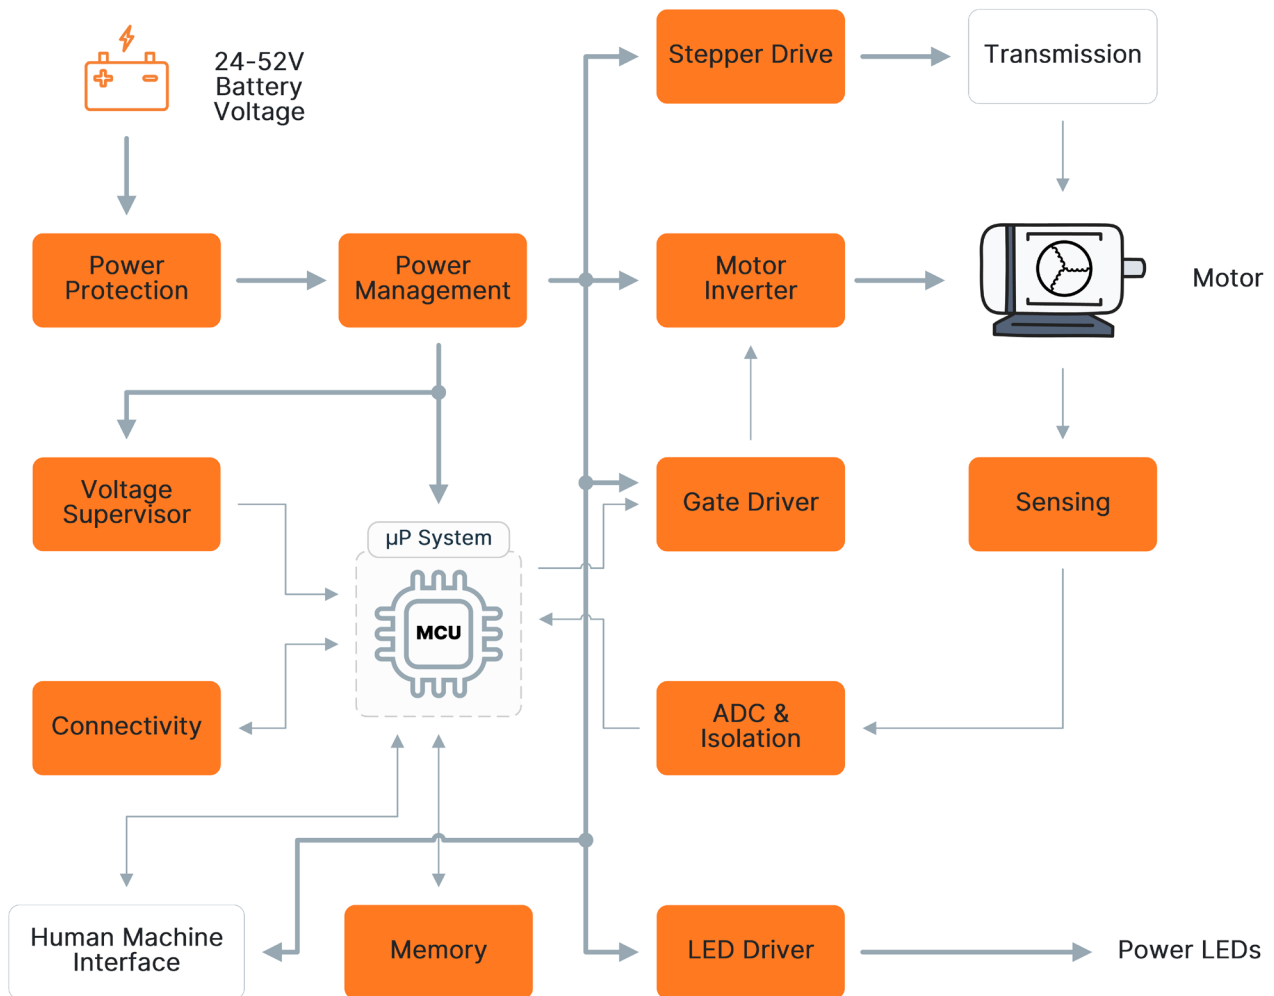 24-52V
Battery
Voltage
Stepper Drive
Transmission
Power
Protection
Power
Management
Motor
Inverter
Motor
Voltage
Supervisor
µP System
MCU
Gate Driver
Sensing
Connectivity
ADC &
Isolation
Human Machine
Interface
Memory
LED Driver
Power LEDs